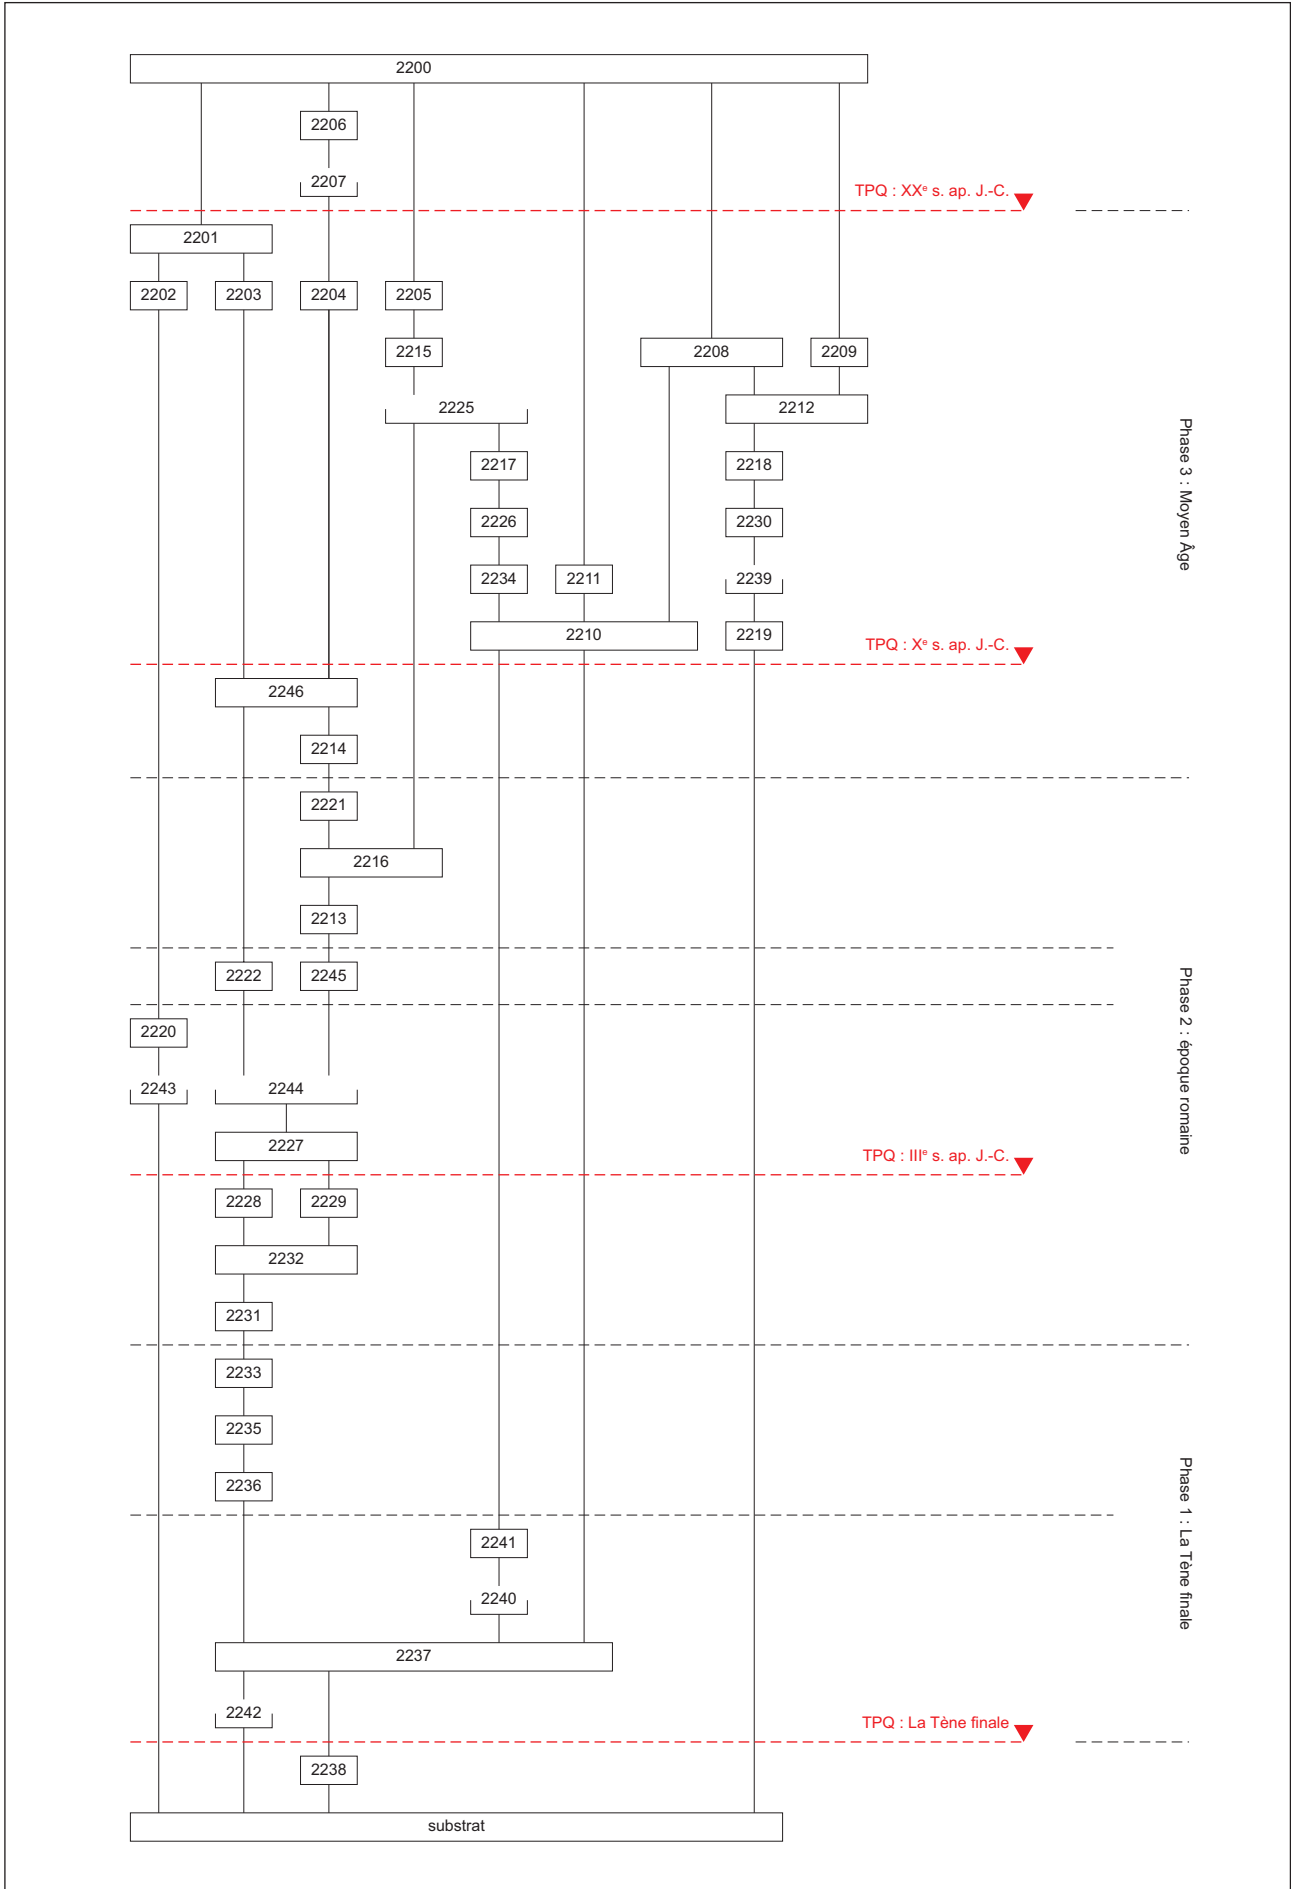 2200
2206
2207
TPQ : XXᵉ s. ap. J.-C.
2201
2202 2203 2204 2205
2215 2208 2209
2225 2212
2217 2218
2226 2230
2234 2211 2239
2210 2219
TPQ : Xᵉ s. ap. J.-C.
Phase 3 : Moyen Âge
2246
2214
2221
2216
2213
2222 2245
2220
2243 2244
2227
TPQ : IIIᵉ s. ap. J.-C.
Phase 2 : époque romaine
2228 2229
2232
2231
2233
2235
2236
2241
2240
2237
2242
Phase 1 : La Tène finale
TPQ : La Tène finale
2238
substrat